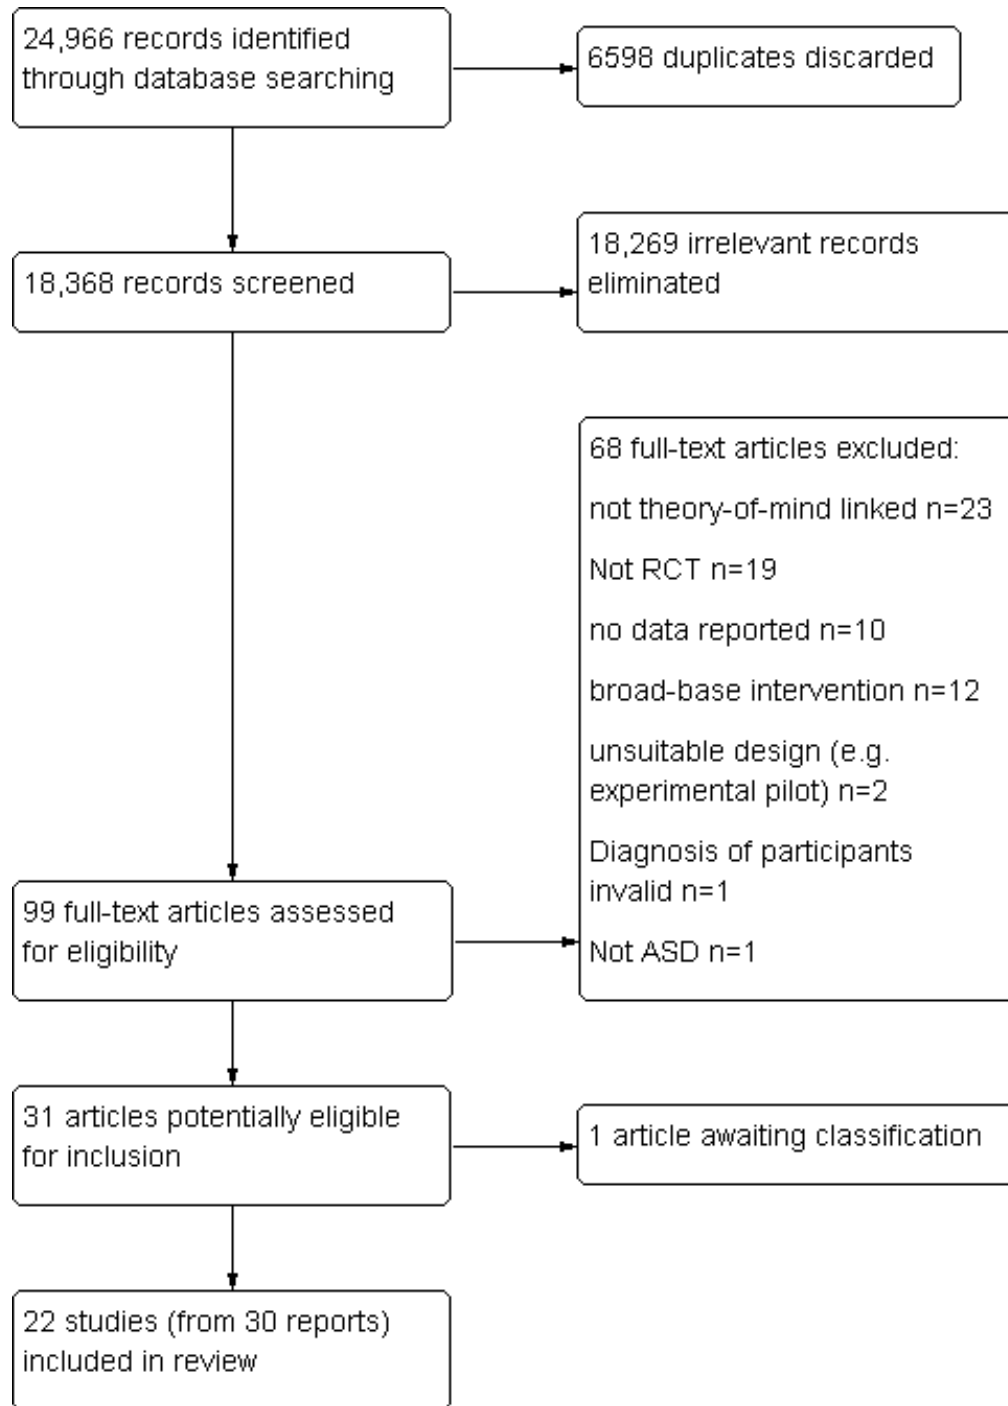 24,966 records identified
through database searching
6598 duplicates discarded
18,368 records screened
18,269 irrelevant records
eliminated
68 full-text articles excluded:
not theory-of-mind linked n=23
Not RCT n=19
no data reported n=10
broad-base intervention n=12
unsuitable design (e.g.
experimental pilot) n=2
Diagnosis of participants
invalid n=1
Not ASD n=1
99 full-text articles assessed
for eligibility
31 articles potentially eligible
for inclusion
1 article awaiting classification
22 studies (from 30 reports)
included in review